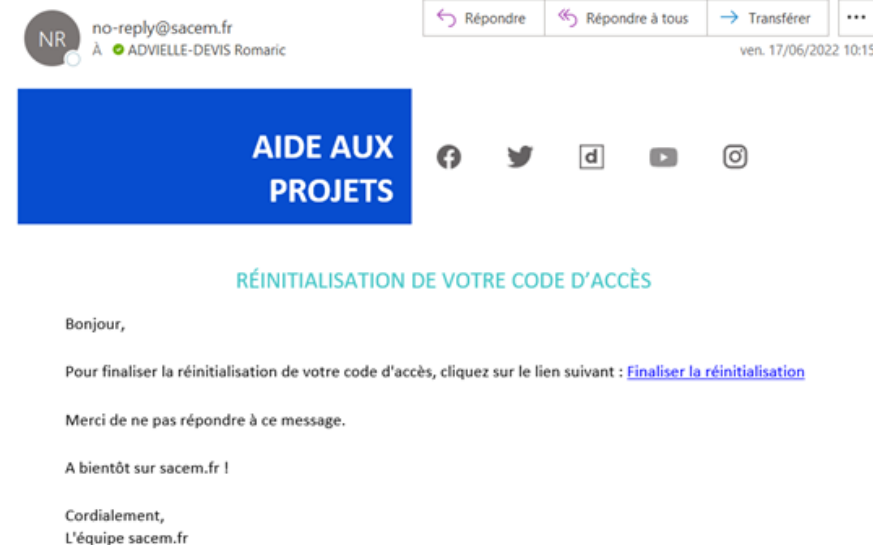 NR
no-reply@sacem.fr
À ADVIELLE-DEVIS Romaric
Répondre
Répondre à tous
Transférer
ven. 17/06/2022 10:15
AIDE AUX
PROJETS
RÉINITIALISATION DE VOTRE CODE D'ACCÈS
Bonjour,
Pour finaliser la réinitialisation de votre code d'accès, cliquez sur le lien suivant : Finaliser la réinitialisation
Merci de ne pas répondre à ce message.
A bientôt sur sacem.fr !
Cordialement,
L'équipe sacem.fr